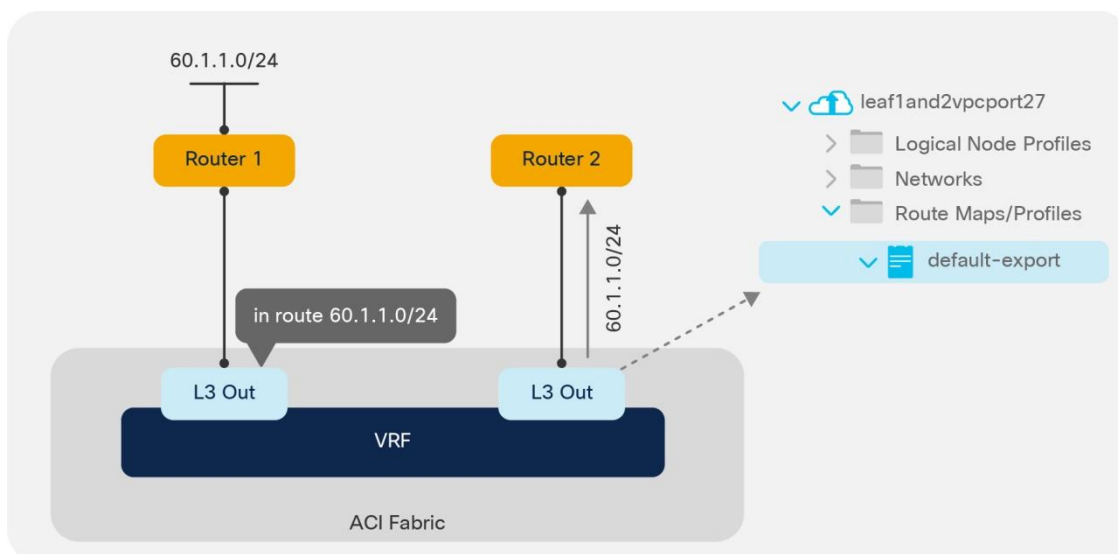 60.1.1.0/24
Router 1
Router 2
in route 60.1.1.0/24
60.1.1.0/24
L3 Out
L3 Out
VRF
ACI Fabric
leaf1and2vpcport27
Logical Node Profiles
Networks
Route Maps/Profiles
default-export